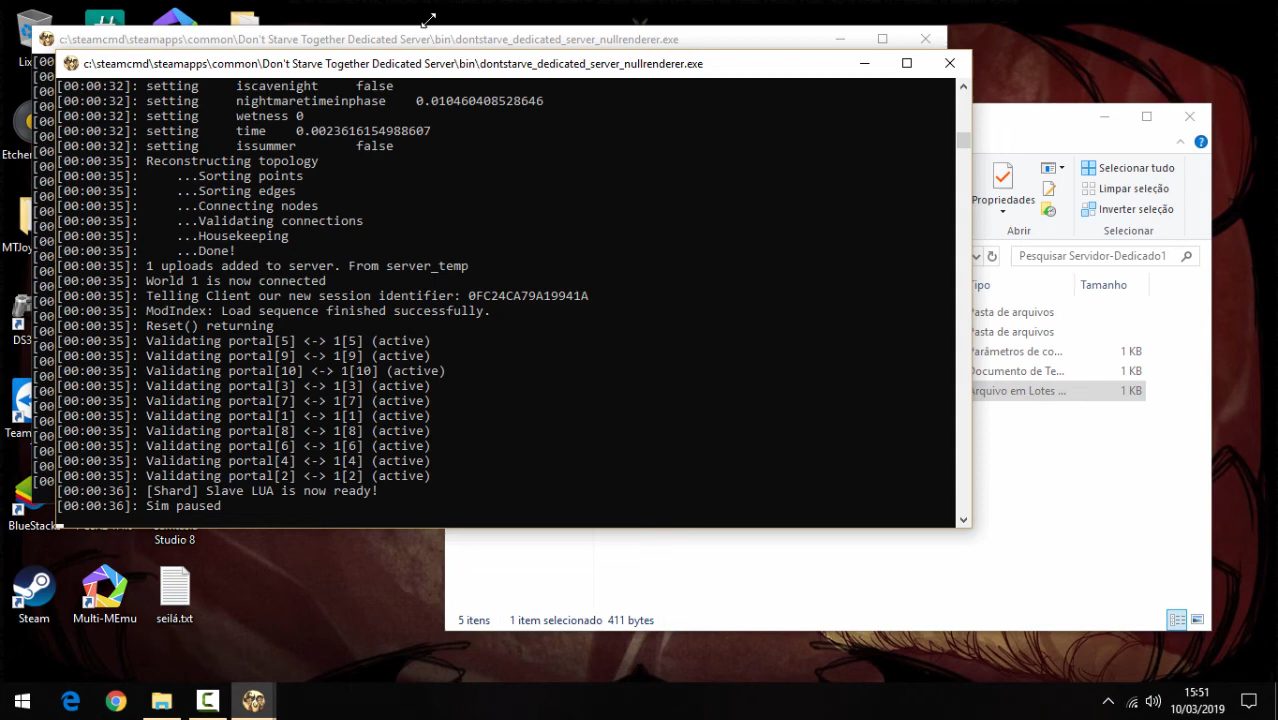 Lix
c:\steamcmd\steamapps\common\Don't Starve Together Dedicated Server\bin\dontstarve_dedicated_server_nullrenderer.exe
c:\steamcmd\steamapps\common\Don't Starve Together Dedicated Server\bin\dontstarve_dedicated_server_nullrenderer.exe
[00:00:32]: setting iscavenight false
[00:00:32]: setting nightmaretimeinphase 0.010460408528646
[00:00:32]: setting wetness 0
[00:00:32]: setting time 0.0023616154988607
[00:00:32]: setting issummer false
[00:00:35]: Reconstructing topology
[00:00:35]: ...Sorting points
[00:00:35]: ...Sorting edges
[00:00:35]: ...Connecting nodes
[00:00:35]: ...Validating connections
[00:00:35]: ...Housekeeping
[00:00:35]: ...Done!
[00:00:35]: 1 uploads added to server. From server_temp
[00:00:35]: World 1 is now connected
[00:00:35]: Telling Client our new session identifier: 0FC24CA79A19941A
[00:00:35]: ModIndex: Load sequence finished successfully.
[00:00:35]: Reset() returning
[00:00:35]: Validating portal[5] <-> 1[5] (active)
[00:00:35]: Validating portal[9] <-> 1[9] (active)
[00:00:35]: Validating portal[10] <-> 1[10] (active)
[00:00:35]: Validating portal[3] <-> 1[3] (active)
[00:00:35]: Validating portal[7] <-> 1[7] (active)
[00:00:35]: Validating portal[1] <-> 1[1] (active)
[00:00:35]: Validating portal[8] <-> 1[8] (active)
[00:00:35]: Validating portal[6] <-> 1[6] (active)
[00:00:35]: Validating portal[4] <-> 1[4] (active)
[00:00:35]: Validating portal[2] <-> 1[2] (active)
[00:00:36]: [Shard] Slave LUA is now ready!
[00:00:36]: Sim paused
Selecionar tudo
Limpar seleção
Inverter seleção
Propriedades
Abrir
Selecionar
Pesquisar Servidor-Dedicado1
Tipo
Tamanho
Pasta de arquivos
Pasta de arquivos
Parâmetros de co... 1 KB
Documento de Te... 1 KB
Arquivo em Lotes ... 1 KB
5 itens 1 item selecionado 411 bytes
Etcher
MTJoy
DS3
Team
BlueStacks
Studio 8
Steam
Multi-MEmu
seilá.txt
15:51
10/03/2019